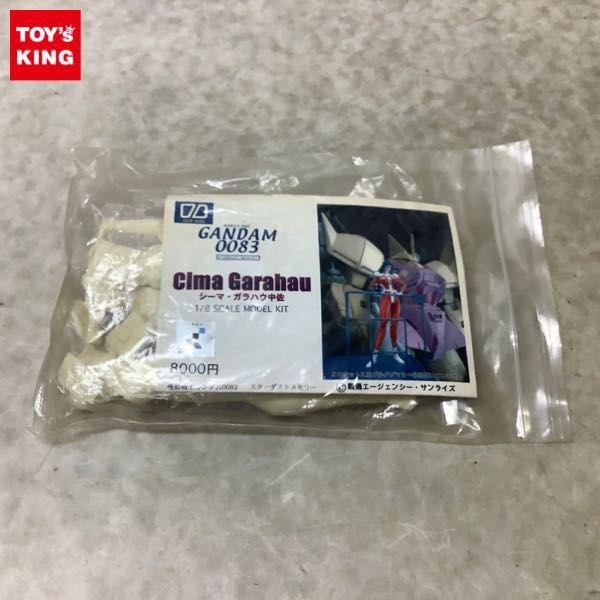 TOY'S
KING
GANDAM
0083
Cima Garahau
シーマ・ガラハウ中佐
1/8 SCALE MODEL KIT
8000円
機動戦士ガンダム0083 スターダストメモリー
©創通エージェンシー・サンライズ